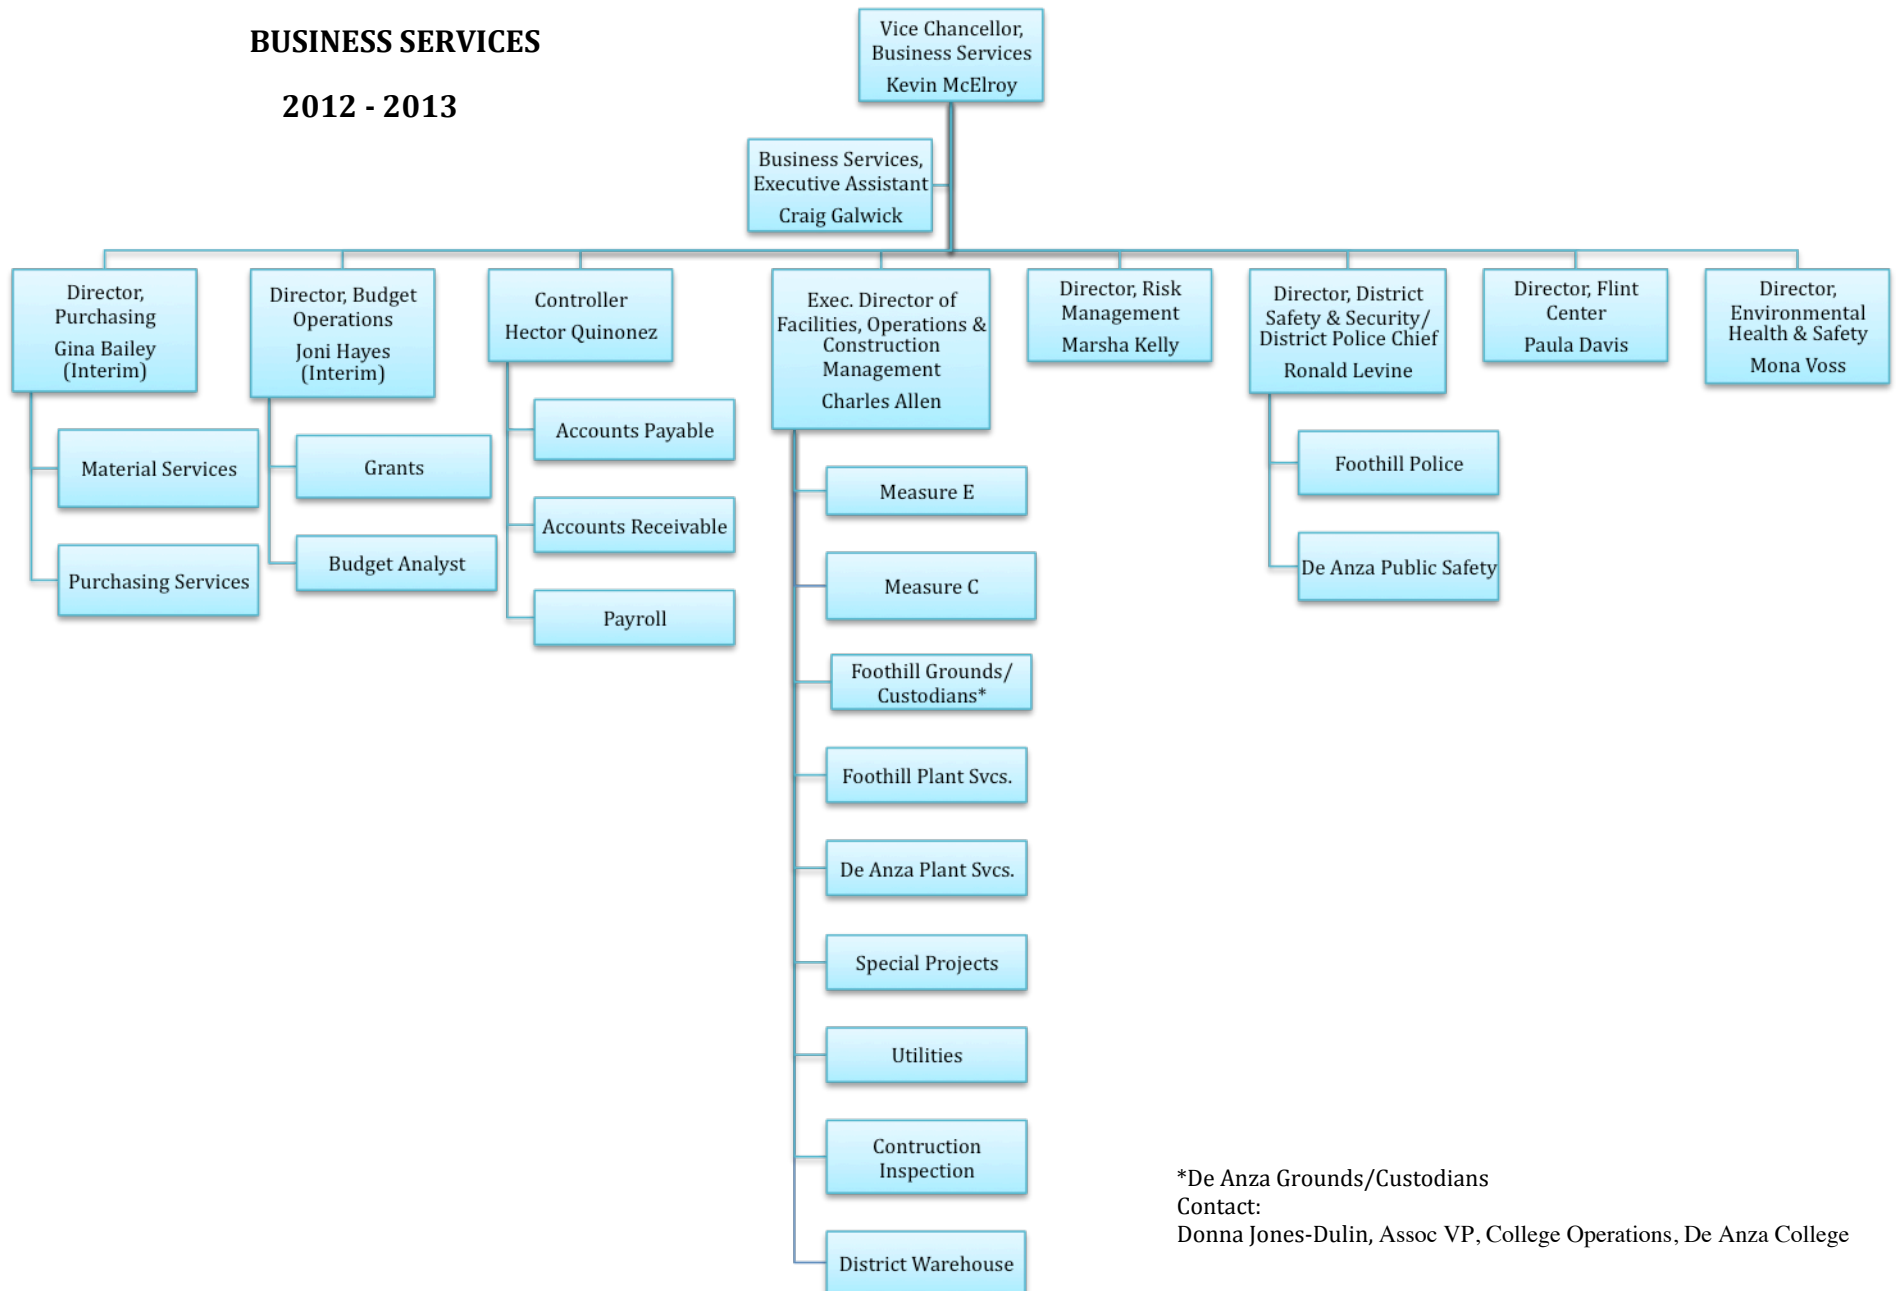 BUSINESS SERVICES
2012 - 2013
Vice Chancellor,
Business Services
Kevin McElroy
Business Services,
Executive Assistant
Craig Galwick
Director,
Purchasing
Gina Bailey
(Interim)
Material Services
Purchasing Services
Director, Budget
Operations
Joni Hayes
(Interim)
Grants
Budget Analyst
Controller
Hector Quinonez
Accounts Payable
Accounts Receivable
Payroll
Exec. Director of
Facilities, Operations &
Construction
Management
Charles Allen
Measure E
Measure C
Foothill Grounds/
Custodians*
Foothill Plant Svcs.
De Anza Plant Svcs.
Special Projects
Utilities
Contruction
Inspection
District Warehouse
Director, Risk
Management
Marsha Kelly
Director, District
Safety & Security/
District Police Chief
Ronald Levine
Foothill Police
De Anza Public Safety
Director, Flint
Center
Paula Davis
Director,
Environmental
Health & Safety
Mona Voss
*De Anza Grounds/Custodians
Contact:
Donna Jones-Dulin, Assoc VP, College Operations, De Anza College